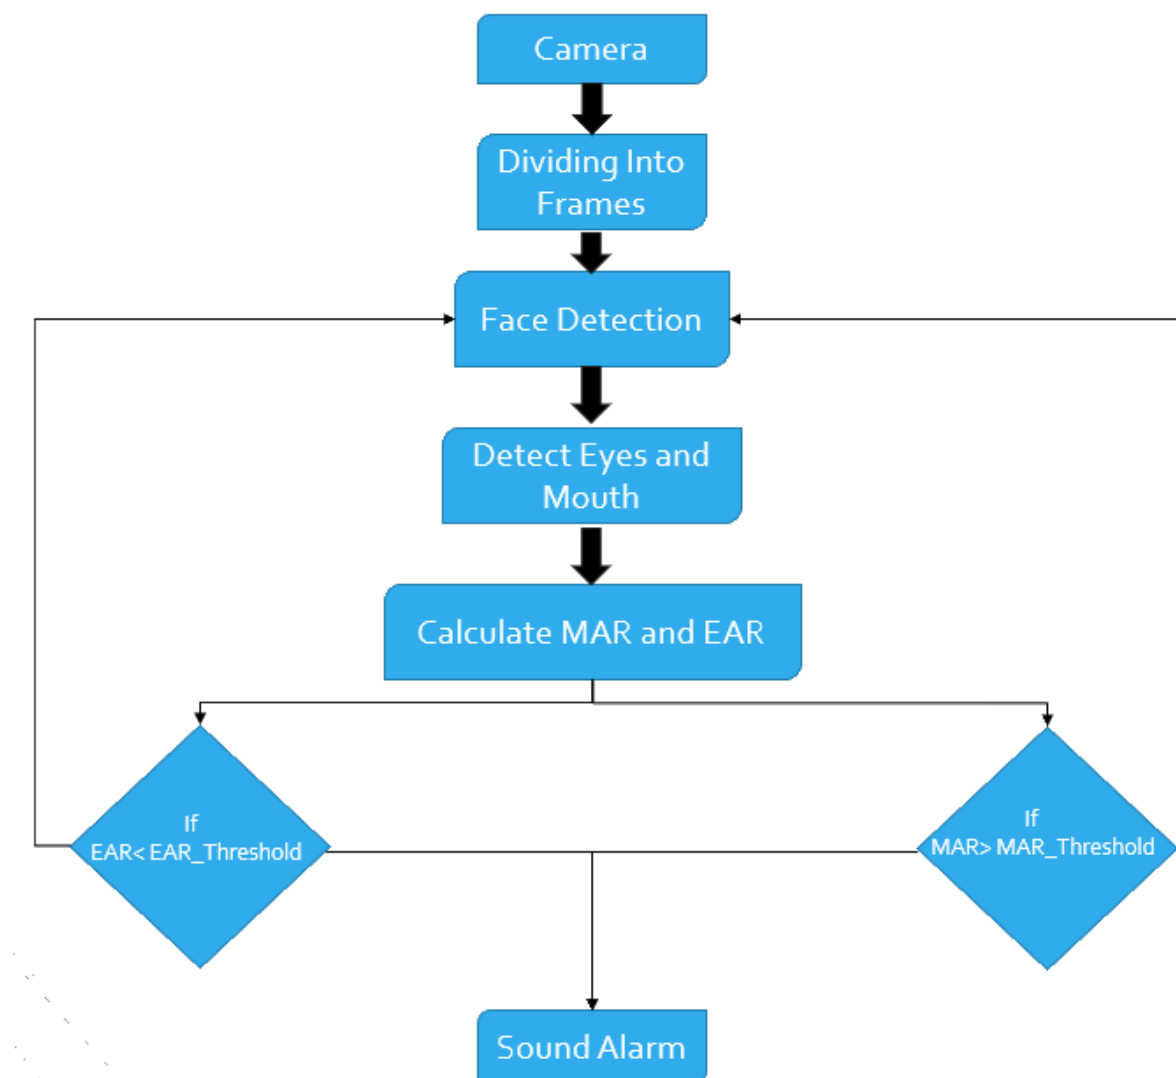 Camera
Dividing Into
Frames
Face Detection
Detect Eyes and
Mouth
Calculate MAR and EAR
If
EAR< EAR_Threshold
If
MAR> MAR_Threshold
Sound Alarm